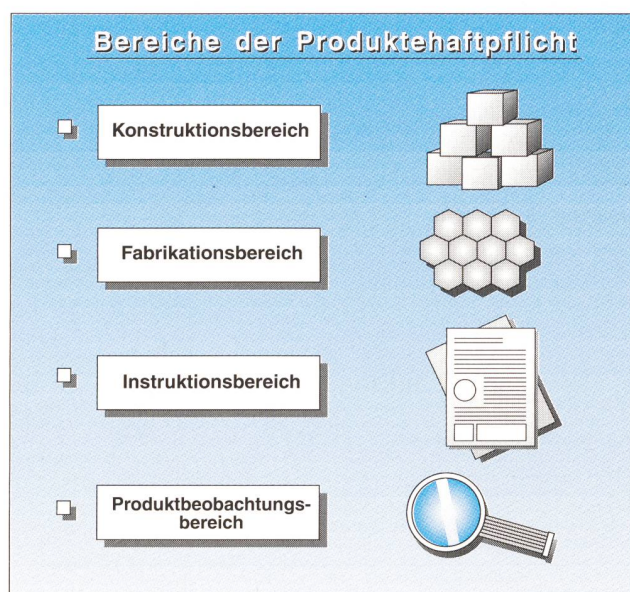 Bereiche der Produktehaftpflicht
Konstruktionsbereich
Fabrikationsbereich
Instruktionsbereich
Produktbeobachtungs-
bereich